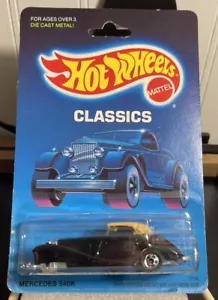 FOR AGES OVER 3
DIE CAST METAL!
Hot Wheels
MATTEL
CLASSICS
MERCEDES 540K